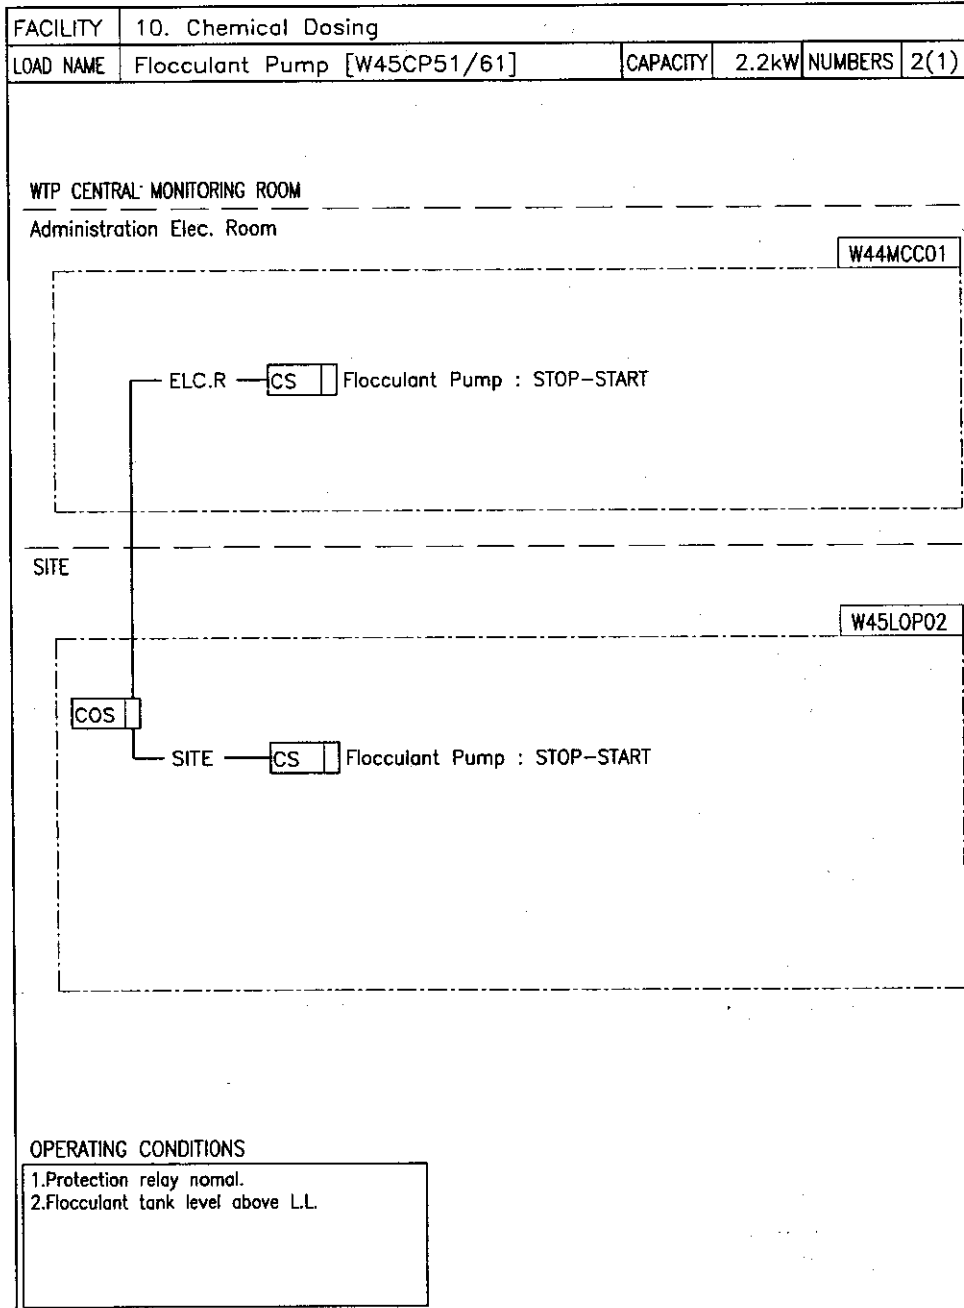 FACILITY 10. Chemical Dosing
LOAD NAME Flocculant Pump [W45CP51/61] CAPACITY 2.2kW NUMBERS 2(1)
WTP CENTRAL MONITORING ROOM
Administration Elec. Room
W44MCC01
ELC.R CS Flocculant Pump : STOP-START
SITE
W45LOP02
COS
SITE CS Flocculant Pump : STOP-START
OPERATING CONDITIONS
1.Protection relay nomal.
2.Flocculant tank level above L.L.